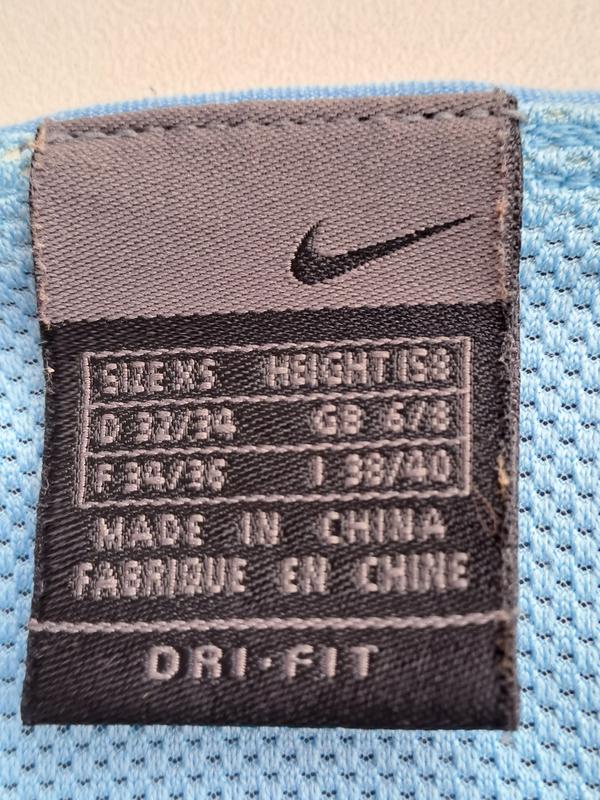 SIDE XS HEIGHT 158
D 32/34 GB 6/8
F 34/36 I 38/40
MADE IN CHINA
FABRIQUE EN CHINE
DRI-FIT